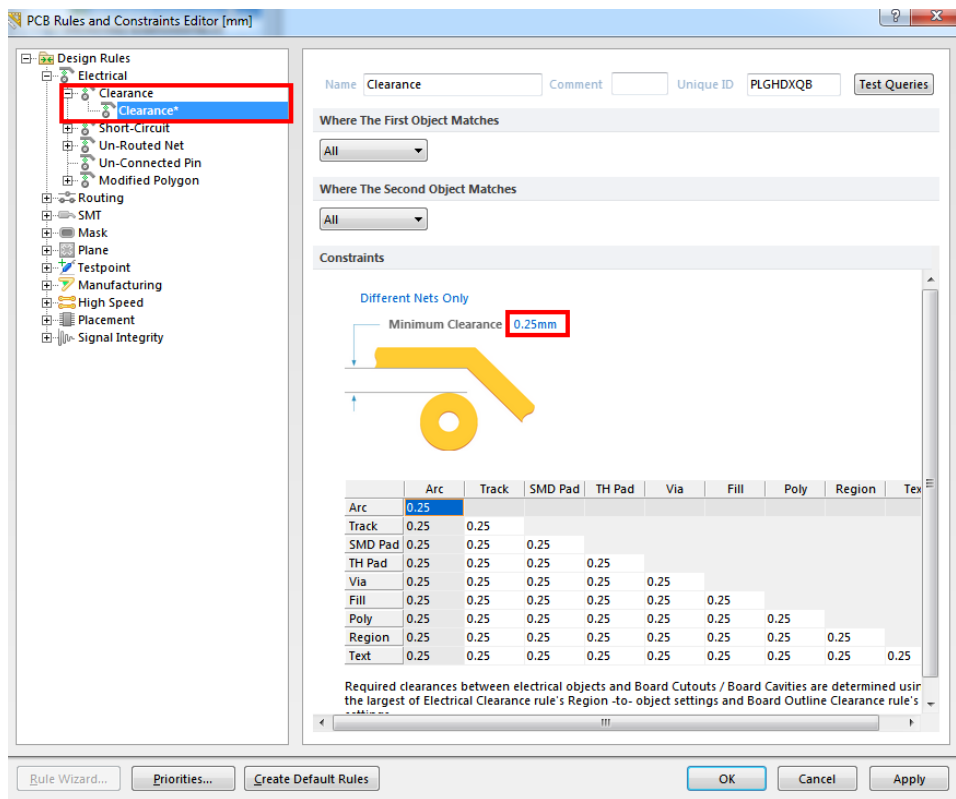 PCB Rules and Constraints Editor [mm]
Design Rules
Electrical
Clearance
Clearance*
Short-Circuit
Un-Routed Net
Un-Connected Pin
Modified Polygon
Routing
SMT
Mask
Plane
Testpoint
Manufacturing
High Speed
Placement
Signal Integrity
Name Clearance Comment Unique ID PLGHDXQB Test Queries
Where The First Object Matches
All
Where The Second Object Matches
All
Constraints
Different Nets Only
Minimum Clearance 0.25mm
Arc Track SMD Pad TH Pad Via Fill Poly Region Tex
Arc 0.25
Track 0.25 0.25
SMD Pad 0.25 0.25 0.25
TH Pad 0.25 0.25 0.25 0.25
Via 0.25 0.25 0.25 0.25 0.25
Fill 0.25 0.25 0.25 0.25 0.25 0.25
Poly 0.25 0.25 0.25 0.25 0.25 0.25 0.25
Region 0.25 0.25 0.25 0.25 0.25 0.25 0.25 0.25
Text 0.25 0.25 0.25 0.25 0.25 0.25 0.25 0.25 0.25
Required clearances between electrical objects and Board Cutouts / Board Cavities are determined usin
the largest of Electrical Clearance rule's Region -to- object settings and Board Outline Clearance rule's
Rule Wizard... Priorities... Create Default Rules OK Cancel Apply